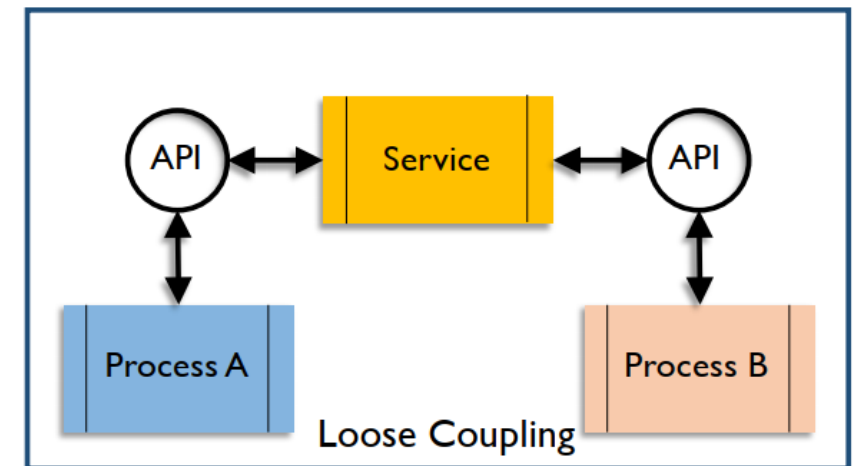 API
Service
API
Process A
Process B
Loose Coupling